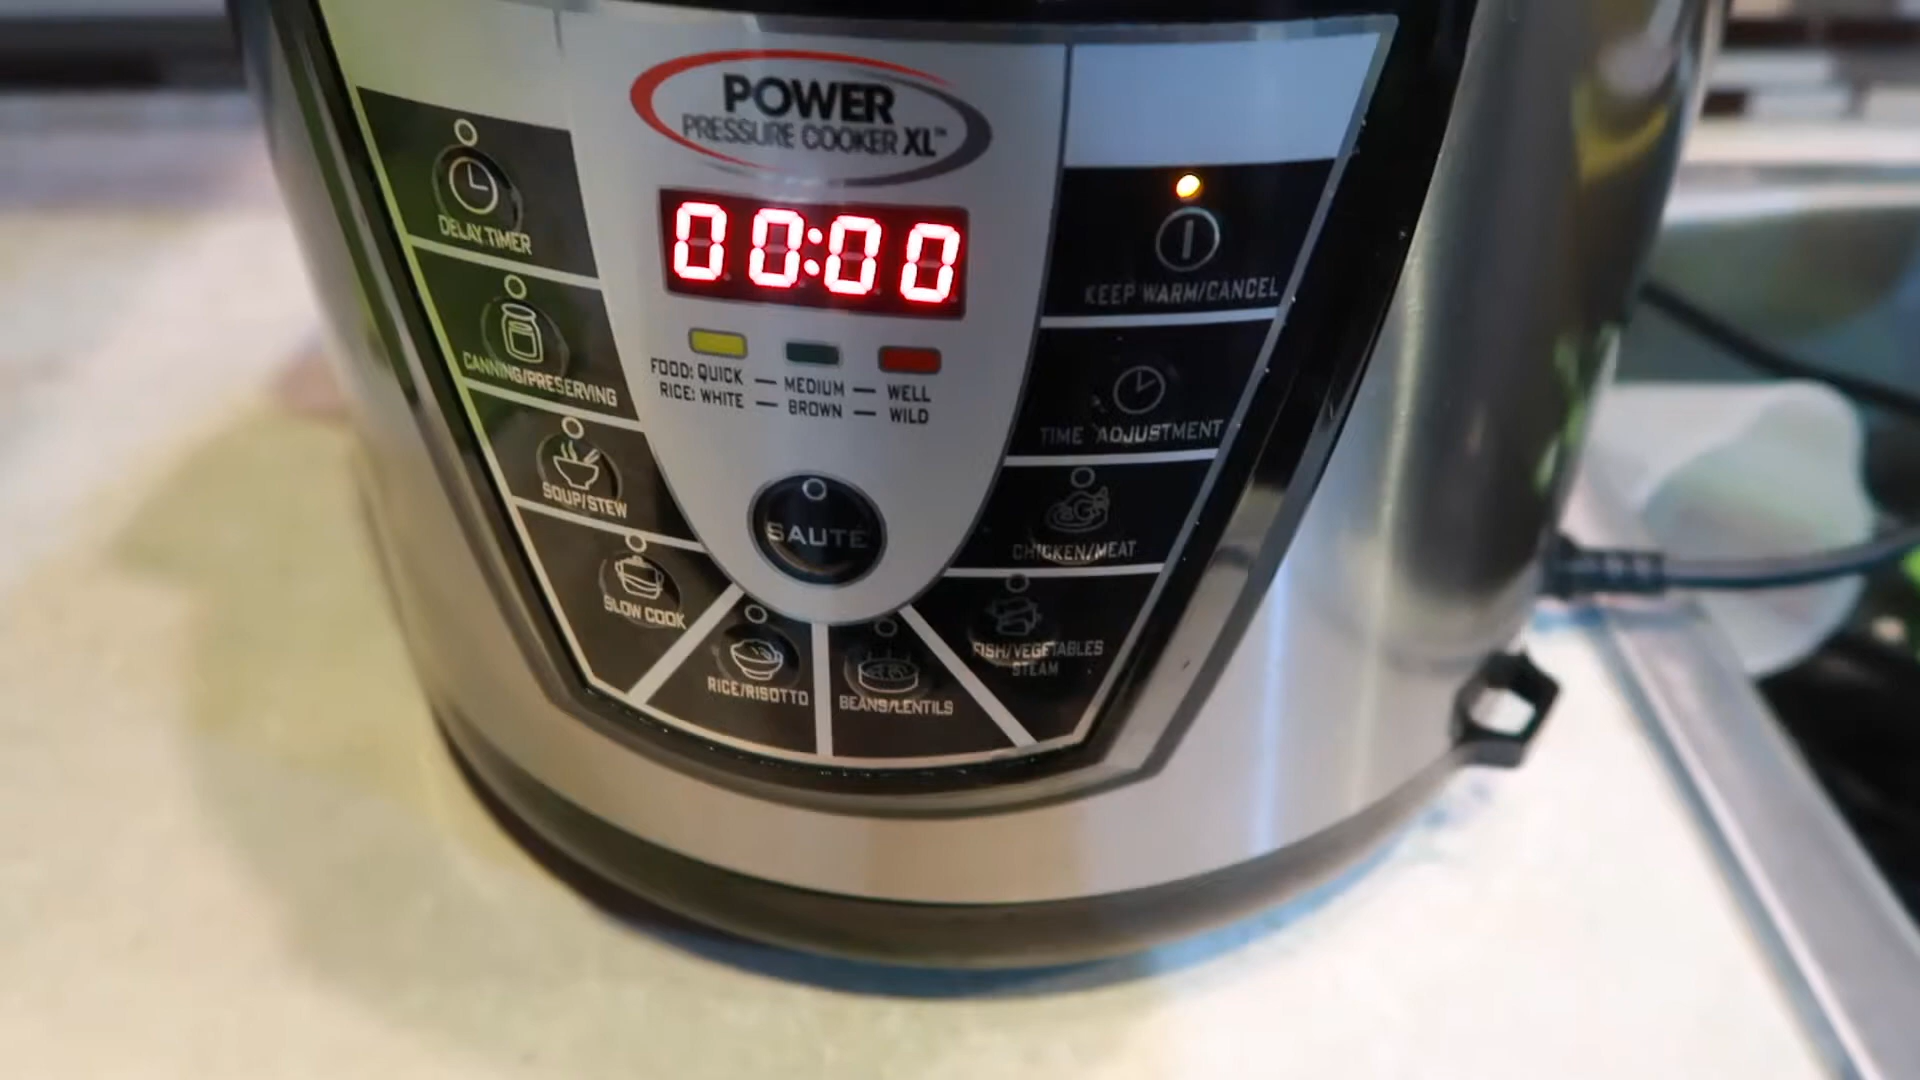 POWER
PRESSURE COOKER XL™
00:00
FOOD: QUICK — MEDIUM — WELL
RICE: WHITE — BROWN — WILD
SAUTE
DELAY TIMER
CANNING/PRESERVING
SOUP/STEW
SLOW COOK
RICE/RISOTTO
BEANS/LENTILS
FISH/VEGETABLES
STEAM
CHICKEN/MEAT
TIME ADJUSTMENT
KEEP WARM/CANCEL